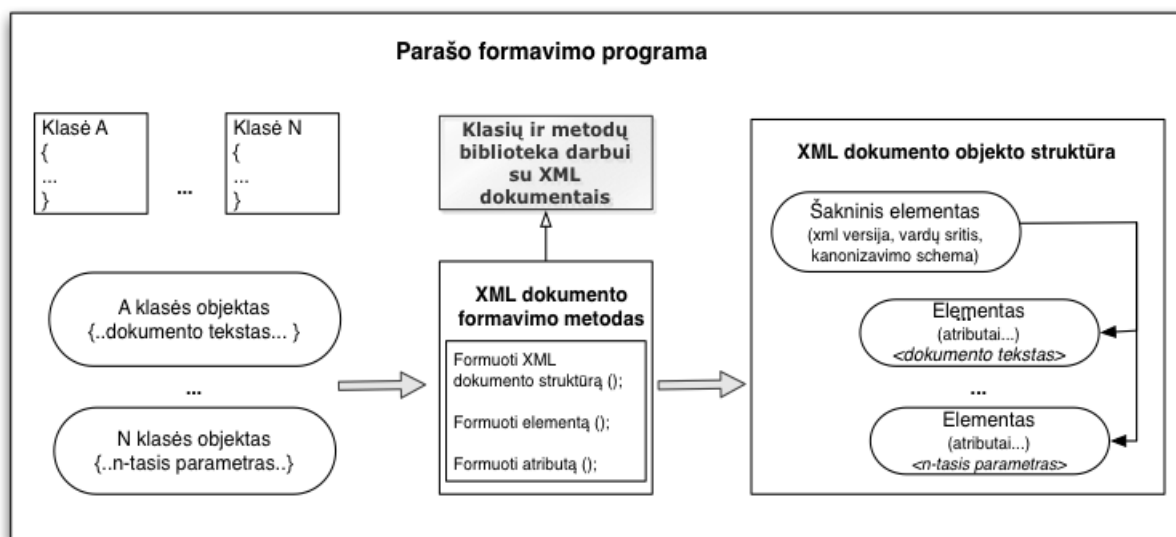 Parašo formavimo programa
Klasė A
{
...
}
...
Klasė N
{
...
}
A klasės objektas
{..dokumento tekstas... }
...
N klasės objektas
{..n-tasis parametras..}
Klasių ir metodų
biblioteka darbui
su XML
dokumentais
XML dokumento
formavimo metodas
Formuoti XML
dokumento struktūrą ();
Formuoti elementą ();
Formuoti atributą ();
XML dokumento objekto struktūra
Šakninis elementas
(xml versija, vardų sritis,
kanonizavimo schema)
Elementas
(atributai...)
<dokumento tekstas>
...
Elementas
(atributai...)
<n-tasis parametras>